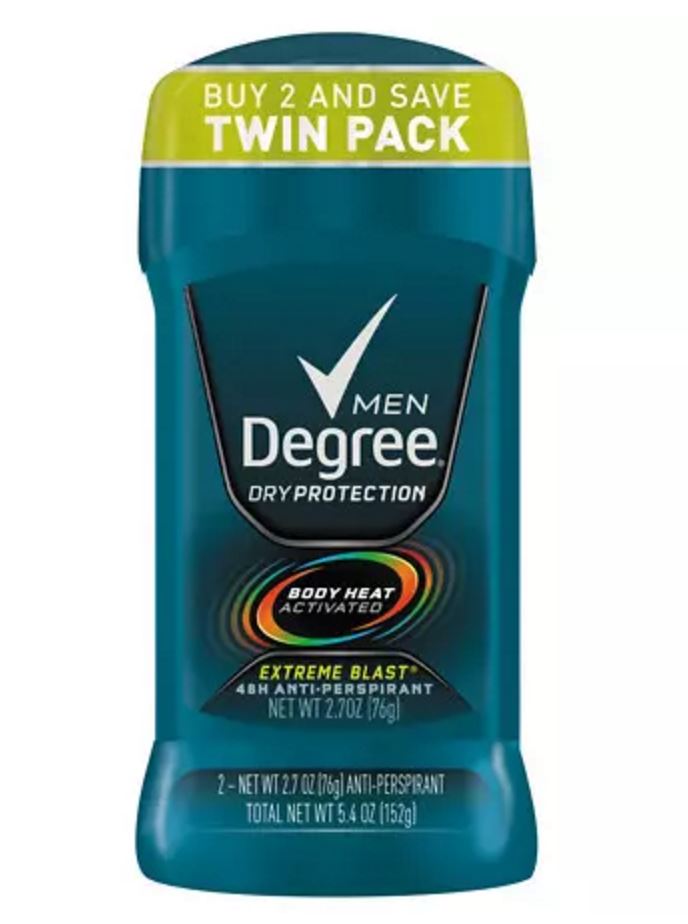 BUY 2 AND SAVE
TWIN PACK
MEN
Degree®
DRY PROTECTION
BODY HEAT
ACTIVATED
EXTREME BLAST®
48H ANTI-PERSPIRANT
NET WT 2.7OZ (76g)
2 – NET WT 2.7 OZ (76g) ANTI-PERSPIRANT
TOTAL NET WT 5.4 OZ (152g)